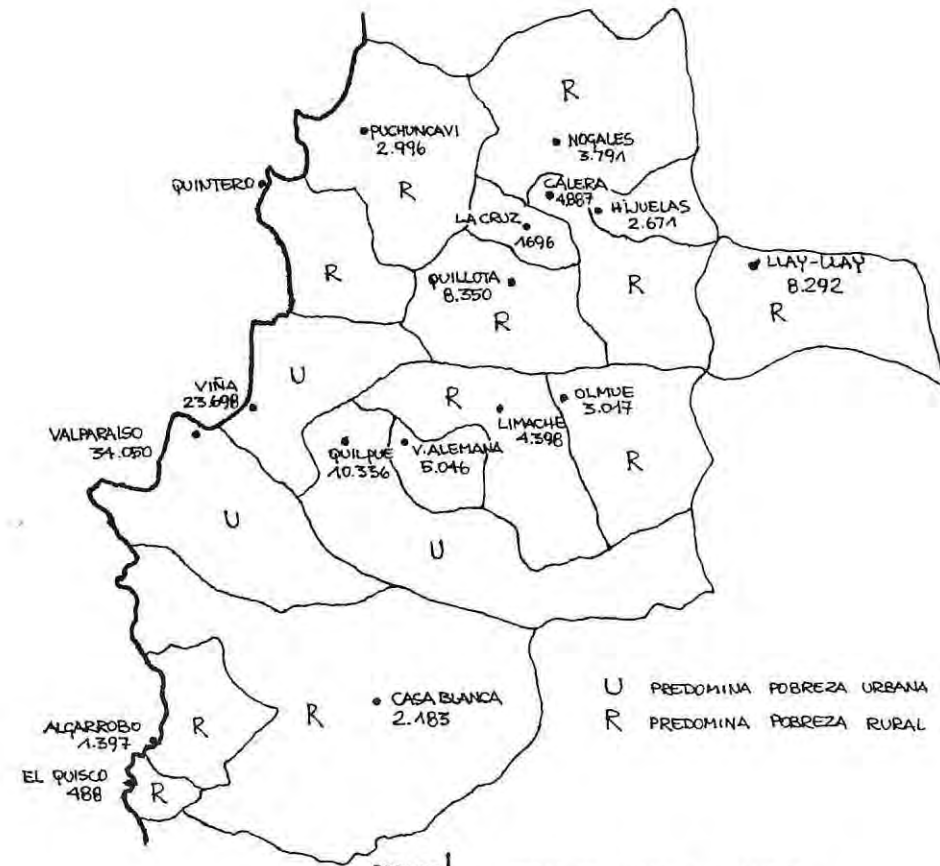 R
PUCHUNCAVI
2.996
R
NOGALES
3.791
QUINTERO
CALERA
4.887
HIJUELAS
2.671
LA CRUZ
1696
R
QUILLOTA
8.350
R
R
LLAY-LLAY
8.292
R
U
VIÑA
23.698
R
OLMUE
3.017
LIMACHE
4.398
VALPARAISO
34.050
QUILPUE
10.336
V. ALEMANA
5.046
R
U
U
U PREDOMINA POBREZA URBANA
R PREDOMINA POBREZA RURAL
CASA BLANCA
2.183
R
R
ALGARROBO
1.397
EL QUISCO
488
R